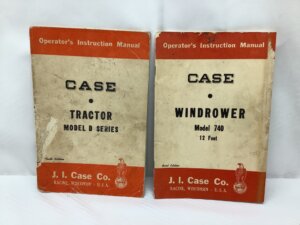 Operator's Instruction Manual
CASE
TRACTOR
MODEL D SERIES
J. I. Case Co.
RACINE, WISCONSIN - U.S.A.
Operator's Instruction Manual
CASE
WINDROWER
Model 740
12 Foot
J. I. Case Co.
RACINE, WISCONSIN - U.S.A.